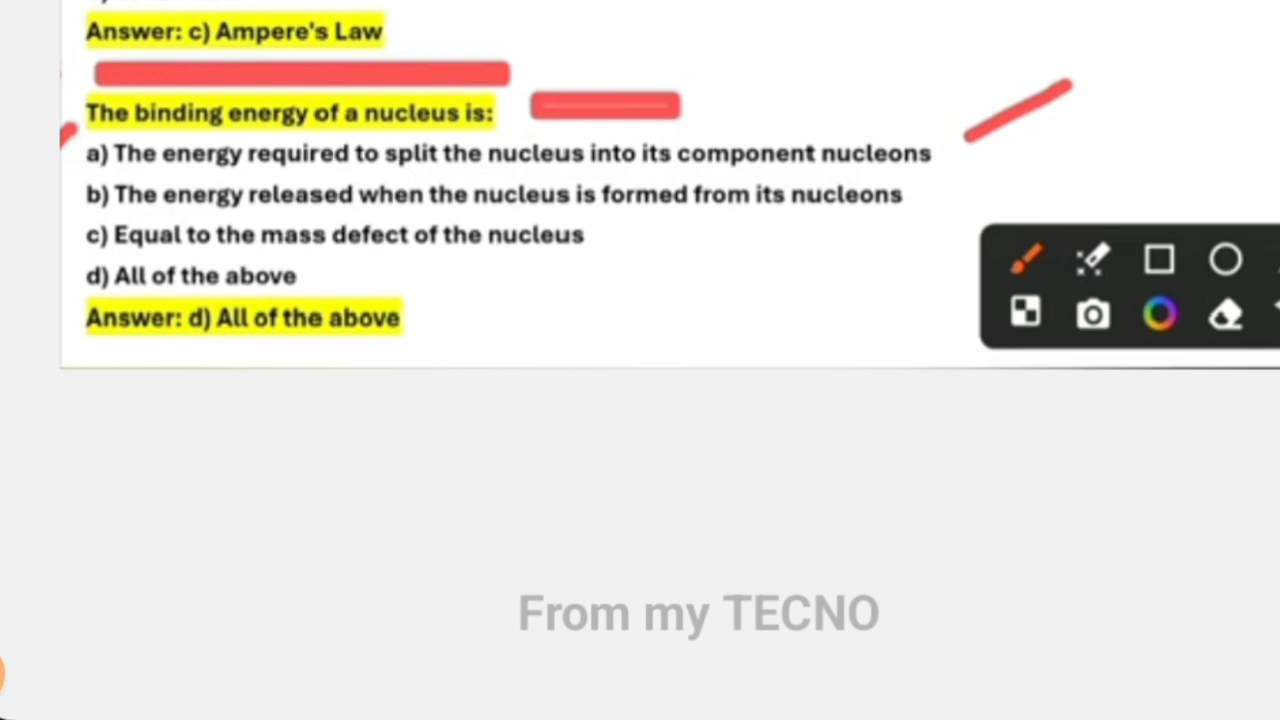 Answer: c) Ampere's Law
The binding energy of a nucleus is:
a) The energy required to split the nucleus into its component nucleons
b) The energy released when the nucleus is formed from its nucleons
c) Equal to the mass defect of the nucleus
d) All of the above
Answer: d) All of the above
From my TECNO